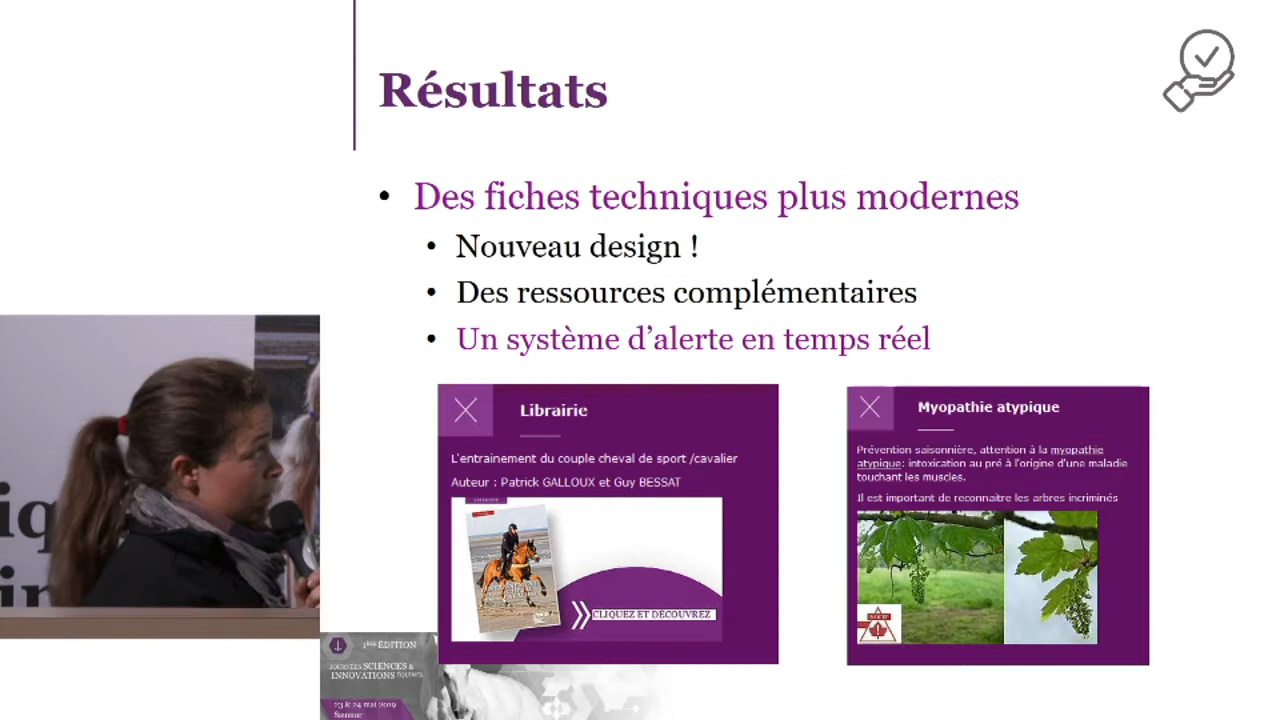 Résultats
• Des fiches techniques plus modernes
• Nouveau design !
• Des ressources complémentaires
• Un système d’alerte en temps réel
Librairie
L'entrainement du couple cheval de sport /cavalier
Auteur : Patrick GALLOUX et Guy BESSAT
CLIQUEZ ET DÉCOUVREZ
Myopathie atypique
Prévention saisonnière, attention à la myopathie
atypique: intoxication au pré à l'origine d'une maladie
touchant les muscles.
Il est important de reconnaitre les arbres incriminés
iq
in
1ère ÉDITION
JOURNÉES SCIENCES &
INNOVATIONS ÉQUINES
23 & 24 mai 2019
Saumur